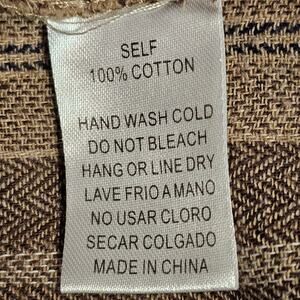 SELF
100% COTTON
HAND WASH COLD
DO NOT BLEACH
HANG OR LINE DRY
LAVE FRIO A MANO
NO USAR CLORO
SECAR COLGADO
MADE IN CHINA